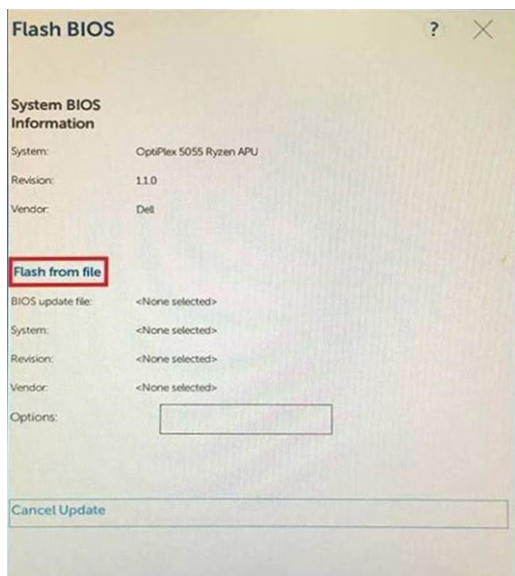 Flash BIOS ?
System BIOS
Information
System: OptiPlex 5055 Ryzen APU
Revision: 1.1.0
Vendor: Dell
Flash from file
BIOS update file: <None selected>
System: <None selected>
Revision: <None selected>
Vendor: <None selected>
Options:
Cancel Update